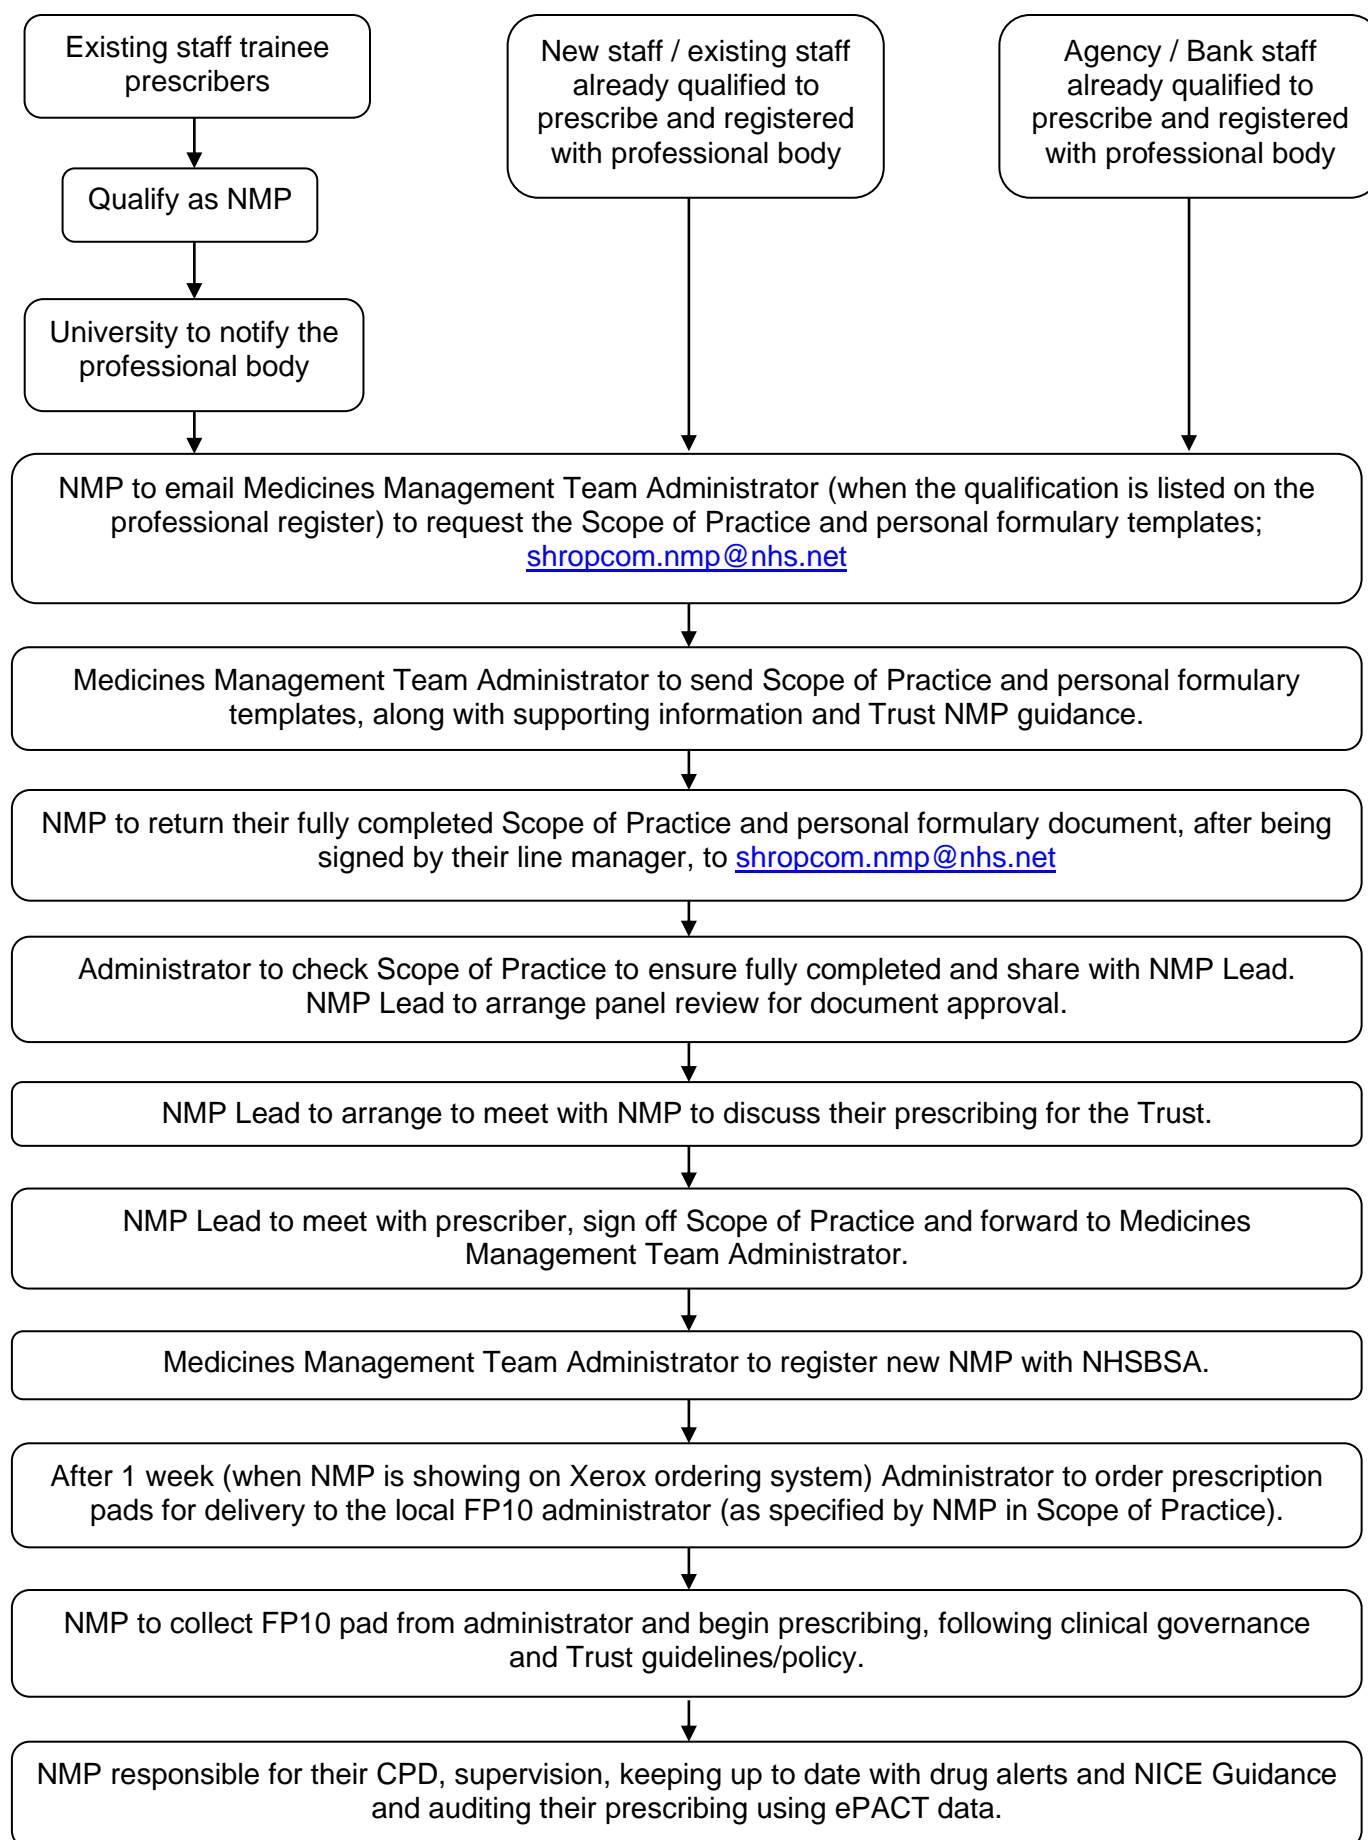 Existing staff trainee
prescribers
New staff / existing staff
already qualified to
prescribe and registered
with professional body
Agency / Bank staff
already qualified to
prescribe and registered
with professional body
Qualify as NMP
University to notify the
professional body
NMP to email Medicines Management Team Administrator (when the qualification is listed on the
professional register) to request the Scope of Practice and personal formulary templates;
shropcom.nmp@nhs.net
Medicines Management Team Administrator to send Scope of Practice and personal formulary
templates, along with supporting information and Trust NMP guidance.
NMP to return their fully completed Scope of Practice and personal formulary document, after being
signed by their line manager, to shropcom.nmp@nhs.net
Administrator to check Scope of Practice to ensure fully completed and share with NMP Lead.
NMP Lead to arrange panel review for document approval.
NMP Lead to arrange to meet with NMP to discuss their prescribing for the Trust.
NMP Lead to meet with prescriber, sign off Scope of Practice and forward to Medicines
Management Team Administrator.
Medicines Management Team Administrator to register new NMP with NHSBSA.
After 1 week (when NMP is showing on Xerox ordering system) Administrator to order prescription
pads for delivery to the local FP10 administrator (as specified by NMP in Scope of Practice).
NMP to collect FP10 pad from administrator and begin prescribing, following clinical governance
and Trust guidelines/policy.
NMP responsible for their CPD, supervision, keeping up to date with drug alerts and NICE Guidance
and auditing their prescribing using ePACT data.